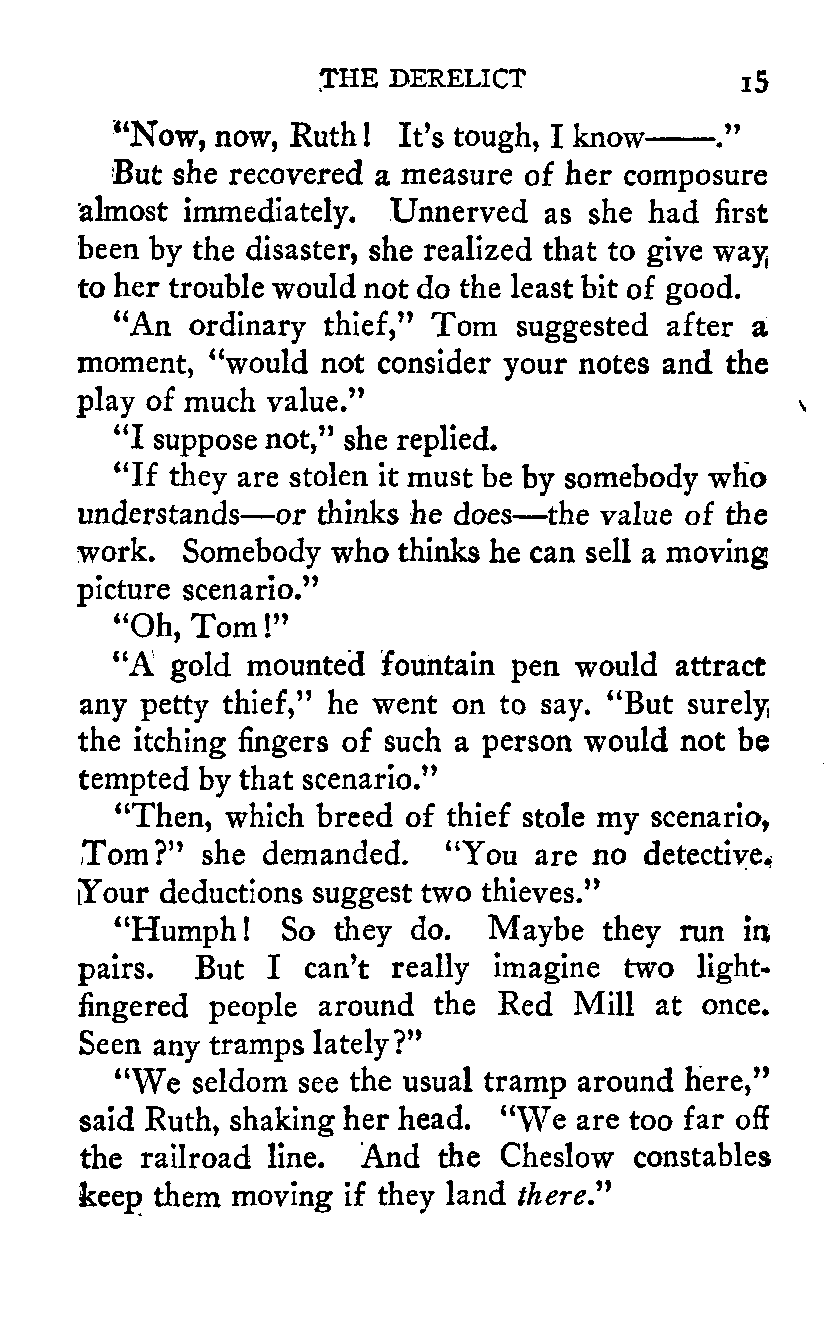 THE DERELICT 15
“Now, now, Ruth! It’s tough, I know——.”
But she recovered a measure of her composure
almost immediately. Unnerved as she had first
been by the disaster, she realized that to give way
to her trouble would not do the least bit of good.
“An ordinary thief,” Tom suggested after a
moment, “would not consider your notes and the
play of much value.”
“I suppose not,” she replied.
“If they are stolen it must be by somebody who
understands—or thinks he does—the value of the
work. Somebody who thinks he can sell a moving
picture scenario.”
“Oh, Tom!”
“A gold mounted fountain pen would attract
any petty thief,” he went on to say. “But surely
the itching fingers of such a person would not be
tempted by that scenario.”
“Then, which breed of thief stole my scenario,
Tom?” she demanded. “You are no detective.
Your deductions suggest two thieves.”
“Humph! So they do. Maybe they run in
pairs. But I can’t really imagine two light-
fingered people around the Red Mill at once.
Seen any tramps lately?”
“We seldom see the usual tramp around here,”
said Ruth, shaking her head. “We are too far off
the railroad line. And the Cheslow constables
keep them moving if they land there.”